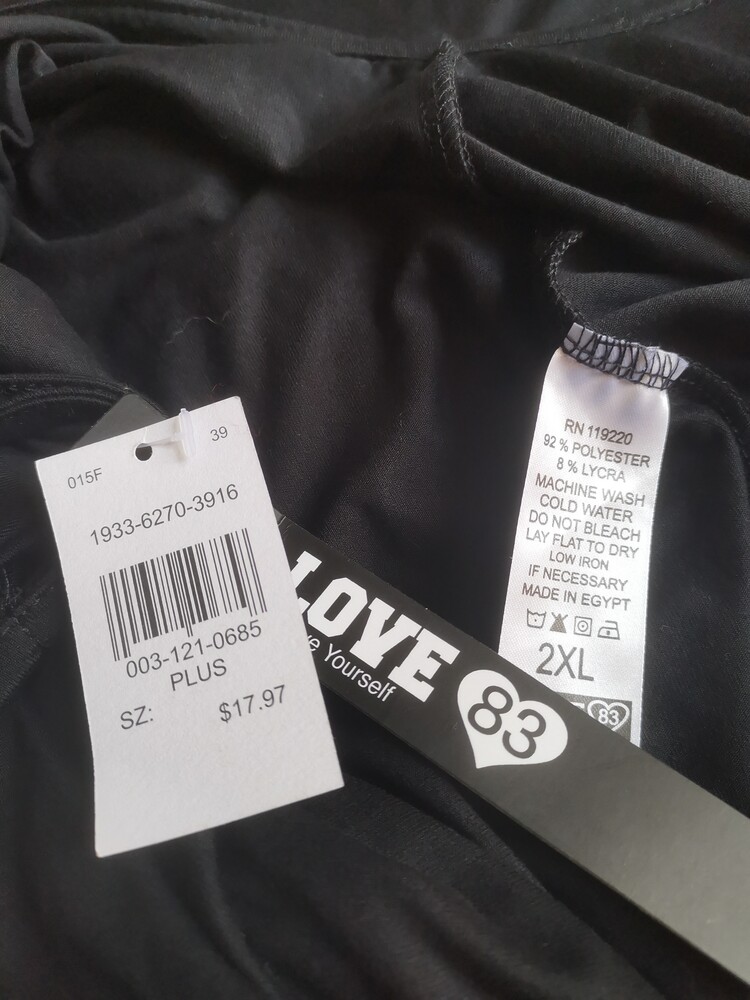 015F
39
1933-6270-3916
003-121-0685
PLUS
SZ:
$17.97
LOVE
Yourself
83
RN 119220
92 % POLYESTER
8 % LYCRA
MACHINE WASH
COLD WATER
DO NOT BLEACH
LAY FLAT TO DRY
LOW IRON
IF NECESSARY
MADE IN EGYPT
2XL
83